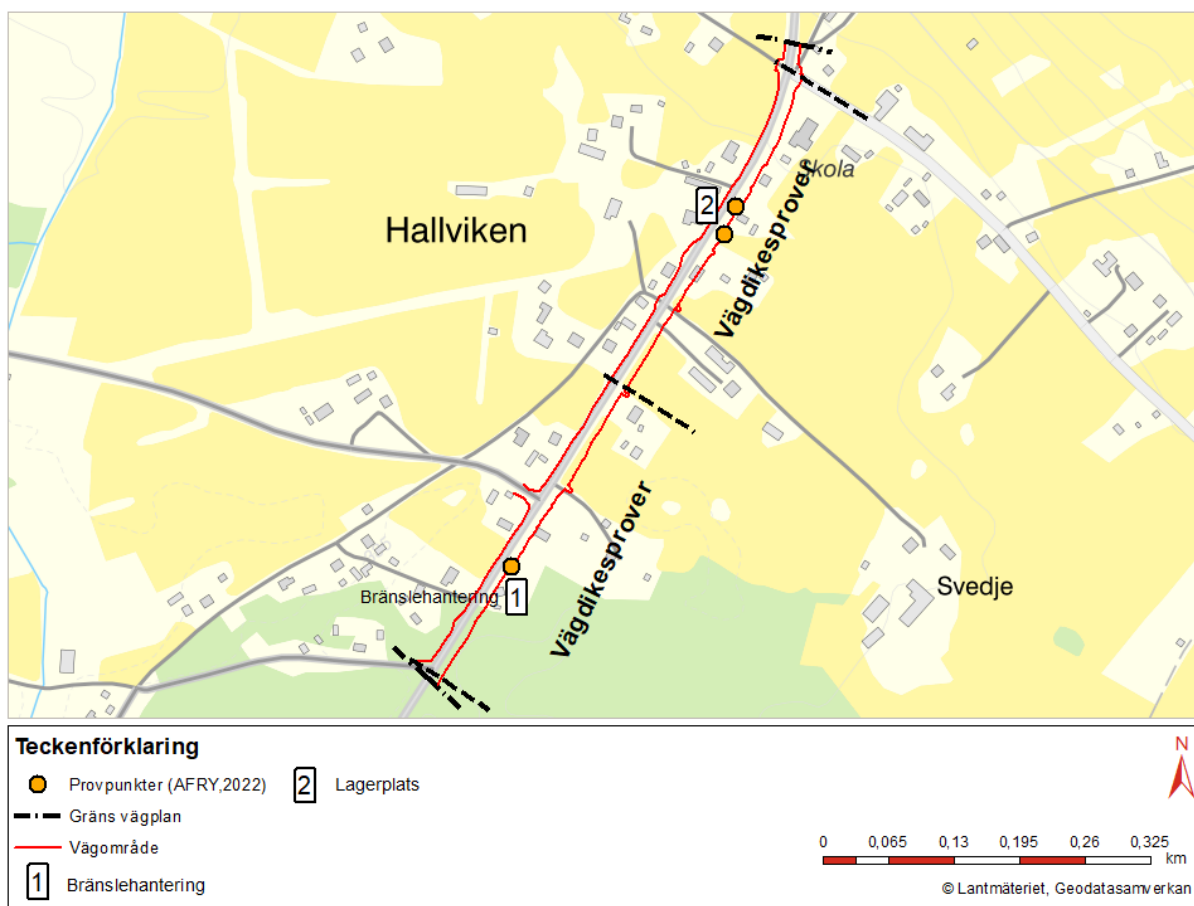 Skola
2
Hallviken
Vägdikesprover
Vägdikesprover
Svedje
Bränslehantering 1
Teckenförklaring
Provpunkter (AFRY,2022) 2 Lagerplats
Gräns vägplan
Vägområde
1 Bränslehantering
N
0 0,065 0,13 0,195 0,26 0,325
km
© Lantmäteriet, Geodatasamverkan